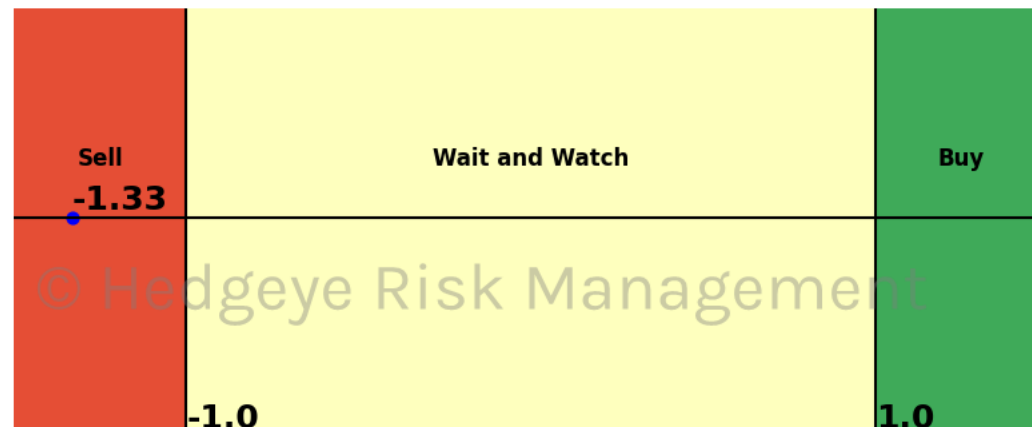 Sell
Wait and Watch
Buy
-1.33
© Hedgeye Risk Management
-1.0
1.0